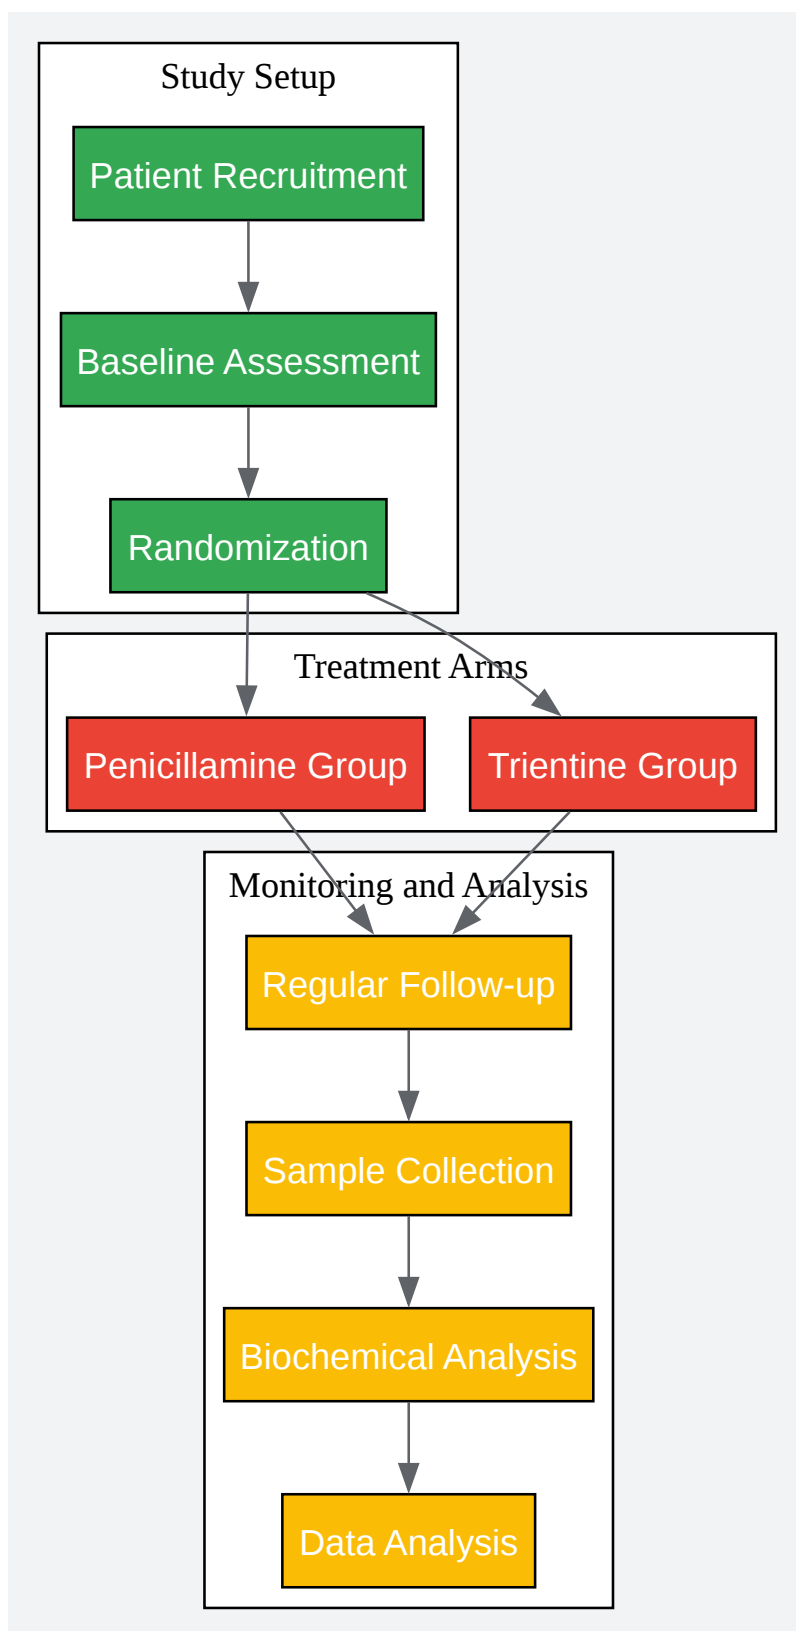 Study Setup
Patient Recruitment
Baseline Assessment
Randomization
Treatment Arms
Penicillamine Group
Trientine Group
Monitoring and Analysis
Regular Follow-up
Sample Collection
Biochemical Analysis
Data Analysis